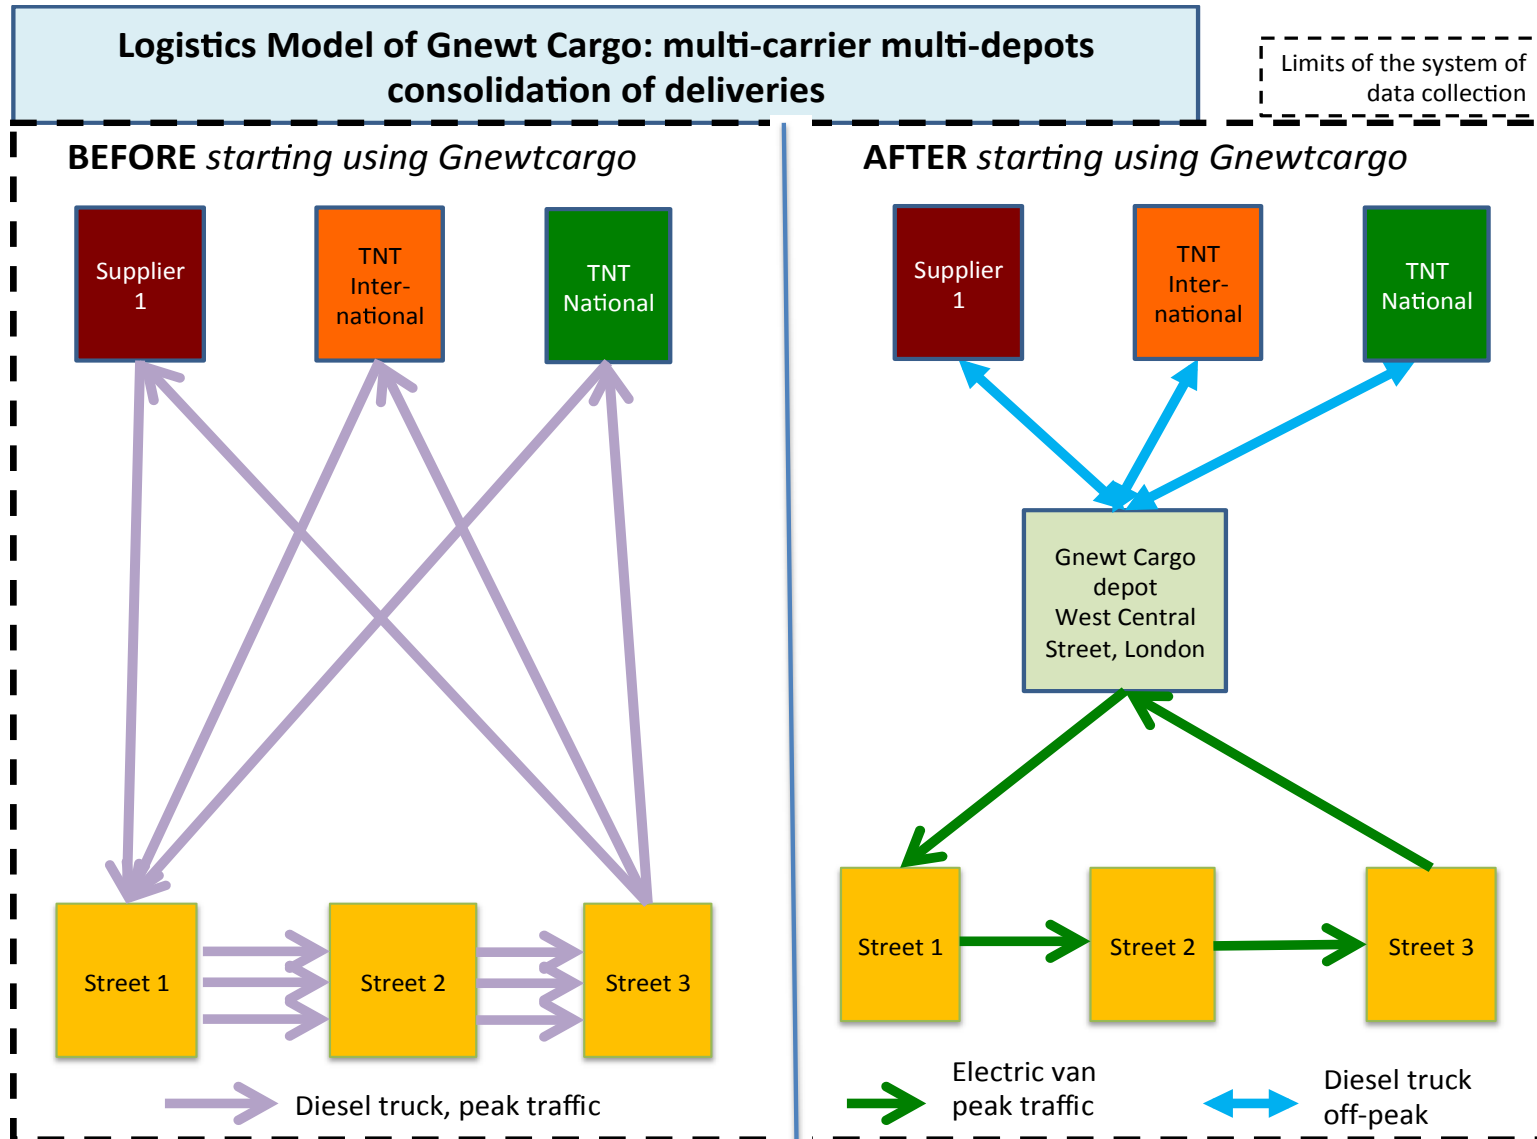 Logistics Model of Gnewt Cargo: multi-carrier multi-depots
consolidation of deliveries
Limits of the system of
data collection
BEFORE starting using Gnewtcargo
Supplier
1
TNT
Inter-
national
TNT
National
Street 1
Street 2
Street 3
Diesel truck, peak traffic
AFTER starting using Gnewtcargo
Supplier
1
TNT
Inter-
national
TNT
National
Gnewt Cargo
depot
West Central
Street, London
Street 1
Street 2
Street 3
Electric van
peak traffic
Diesel truck
off-peak